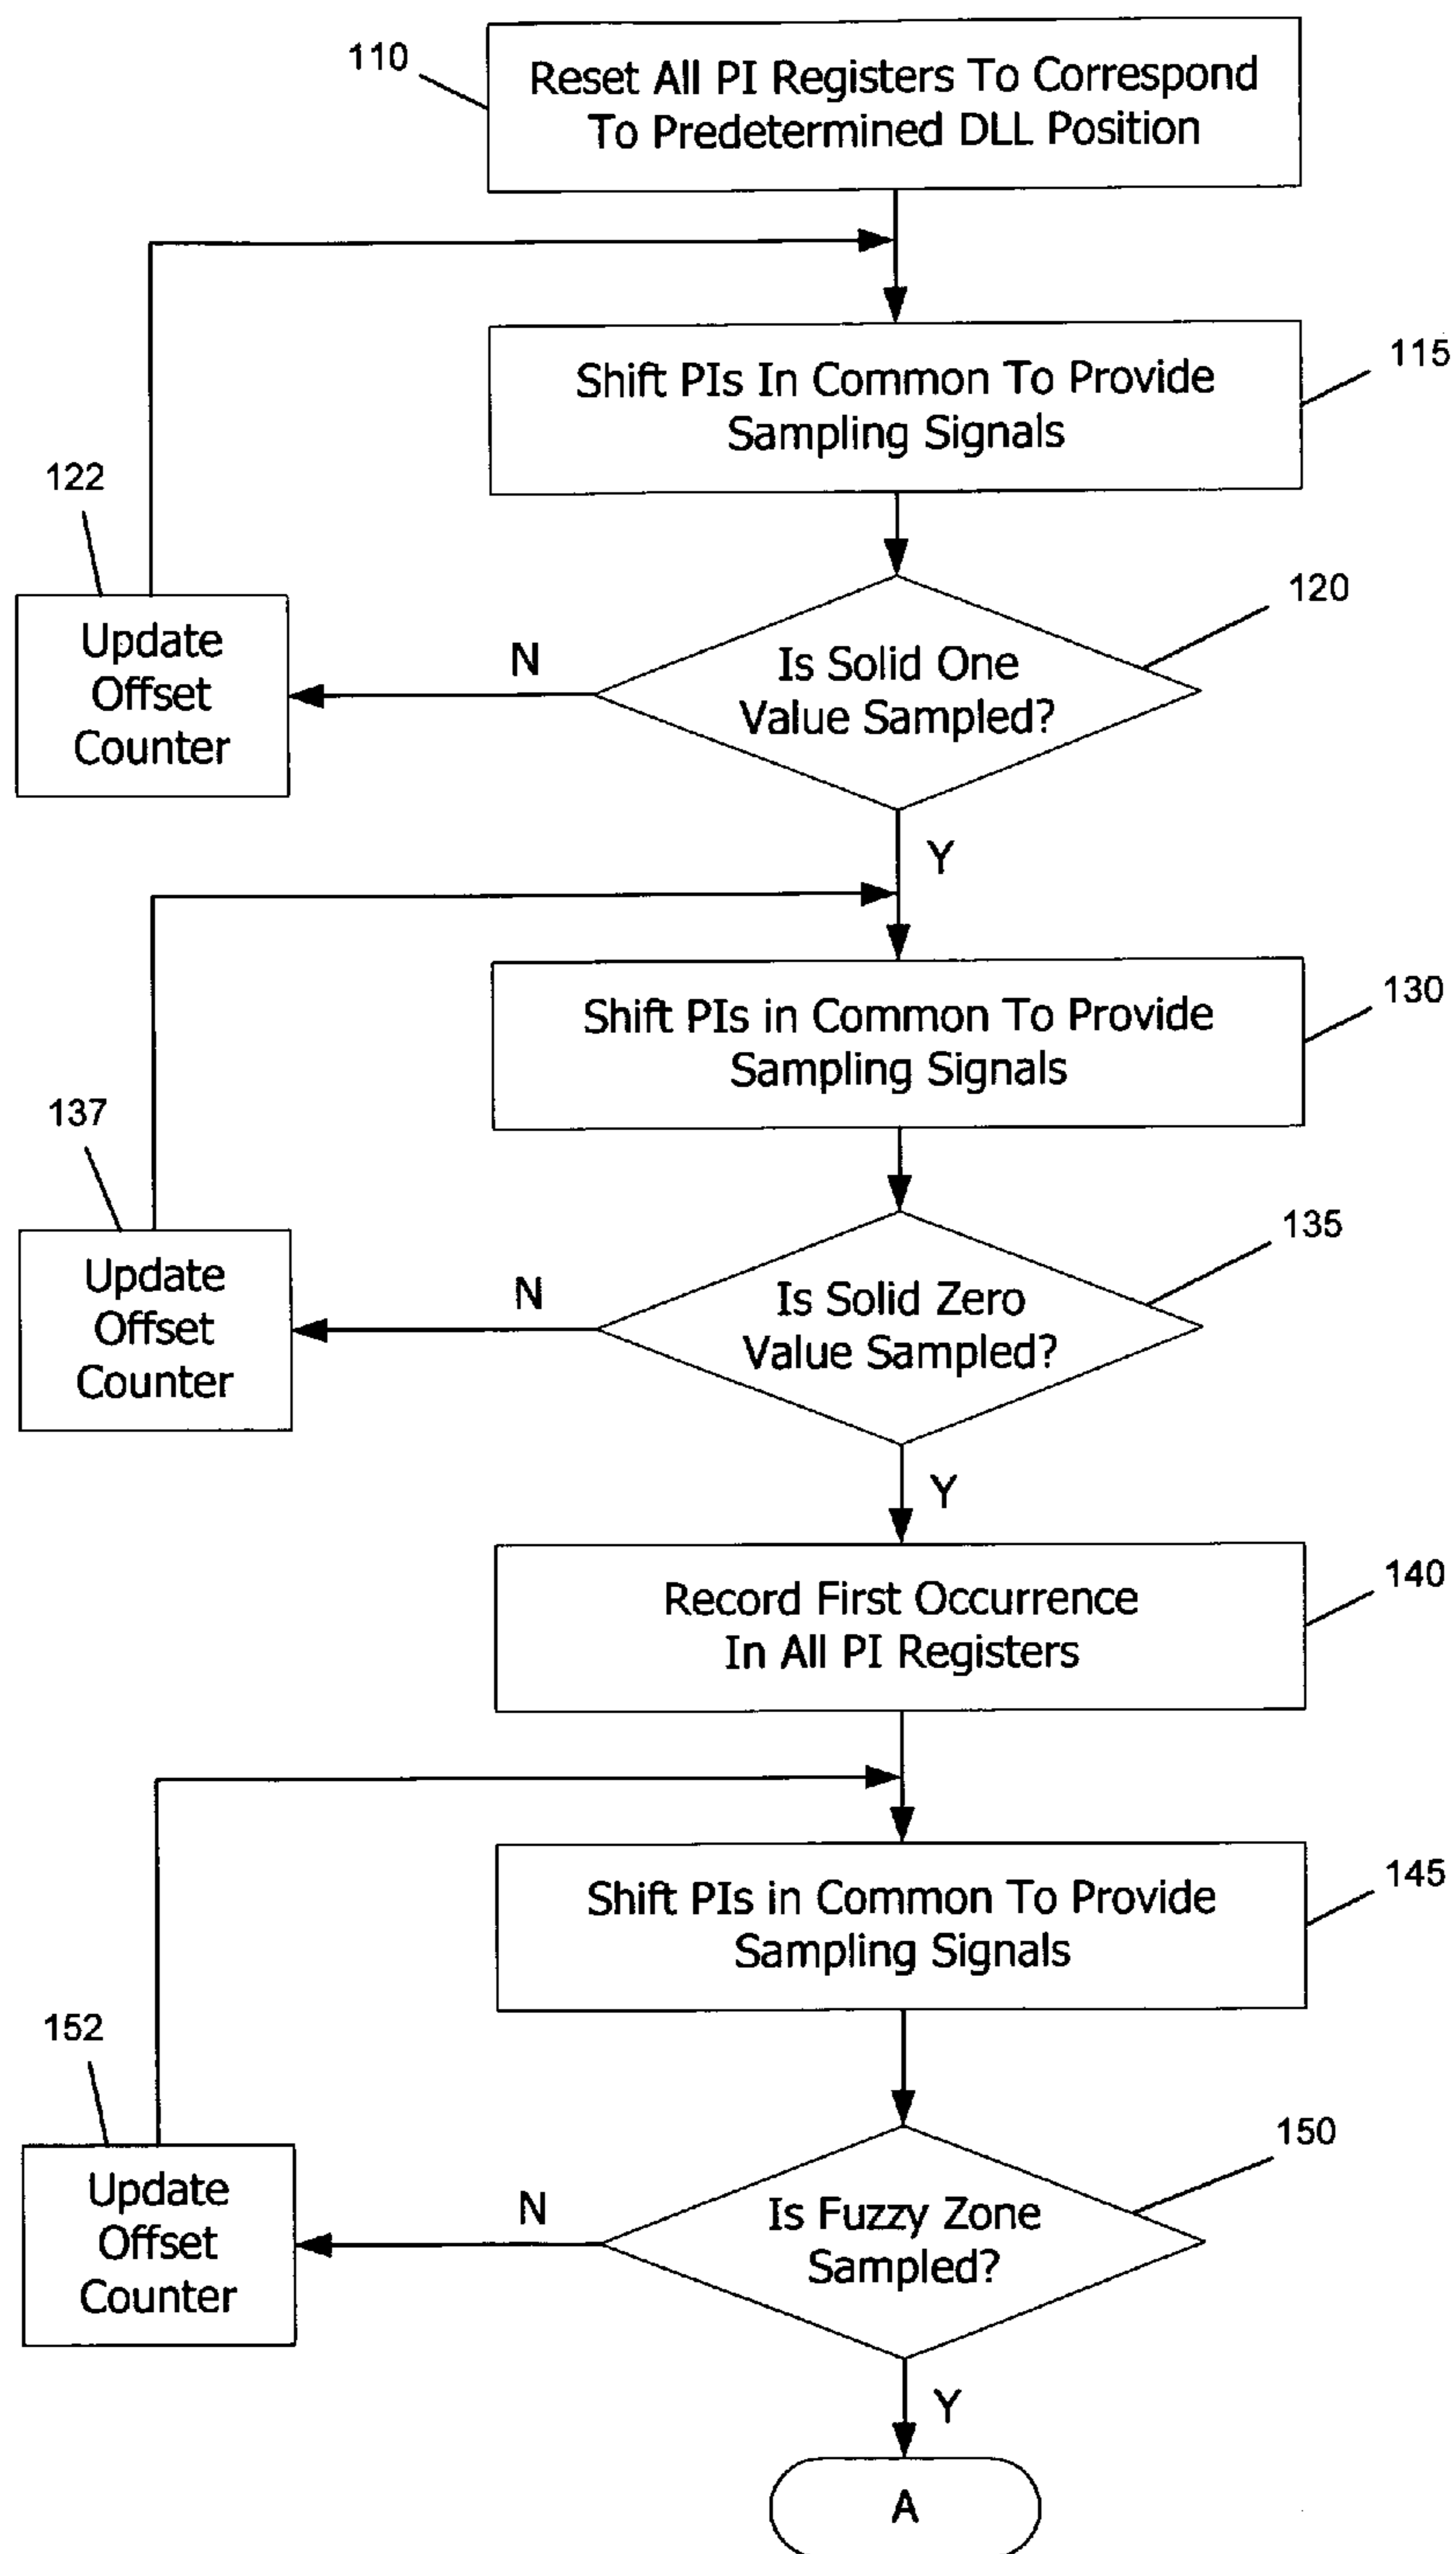 110
Reset All PI Registers To Correspond
To Predetermined DLL Position
Shift PIs In Common To Provide
Sampling Signals
115
122
Update
Offset
Counter
N
Is Solid One
Value Sampled?
120
Y
Shift PIs in Common To Provide
Sampling Signals
130
137
Update
Offset
Counter
N
Is Solid Zero
Value Sampled?
135
Y
Record First Occurrence
In All PI Registers
140
Shift PIs in Common To Provide
Sampling Signals
145
152
Update
Offset
Counter
N
Is Fuzzy Zone
Sampled?
150
Y
A